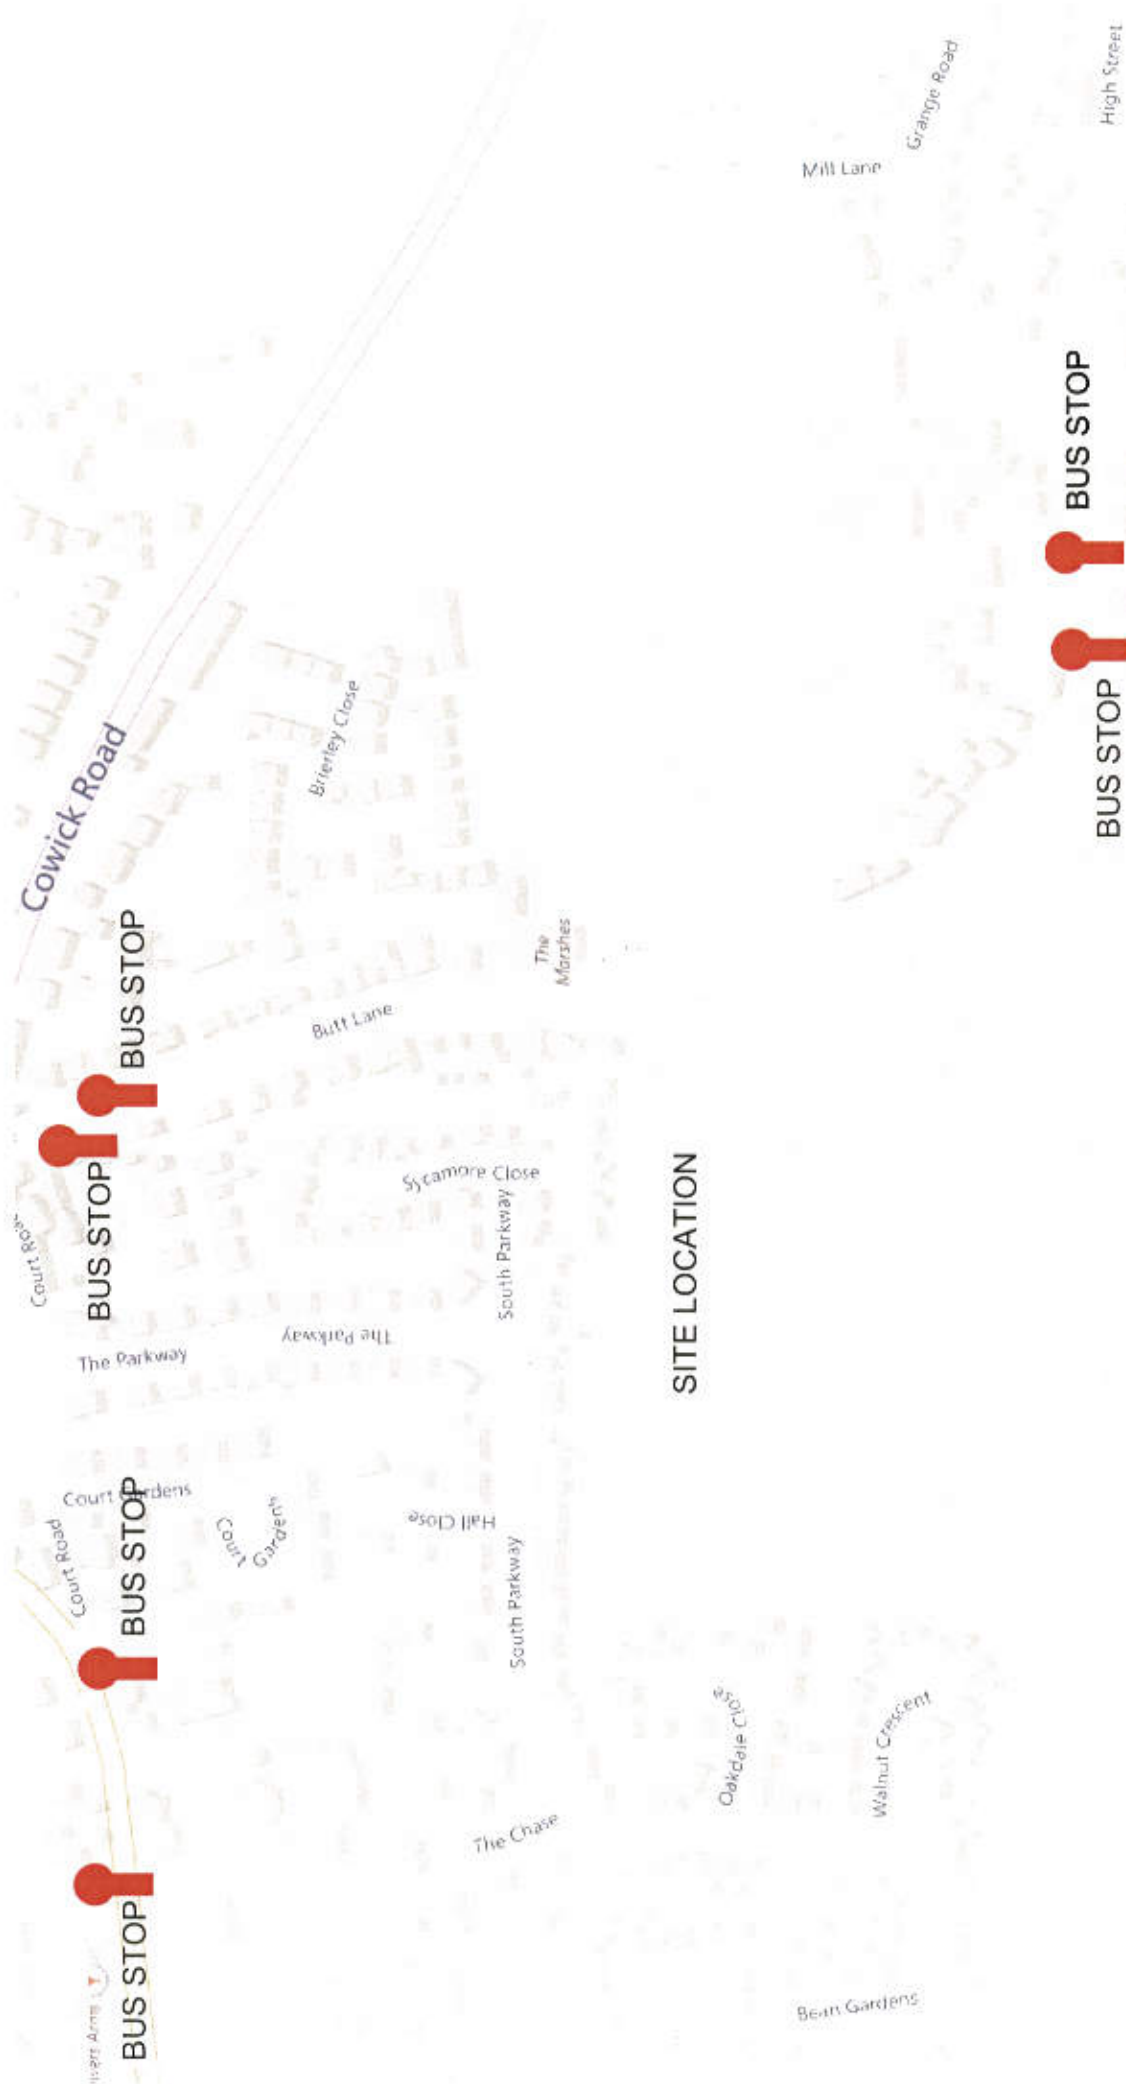 Cowick Road
BUS STOP
BUS STOP
BUS STOP
BUS STOP
BUS STOP
BUS STOP
Court
The Parkway
The Parkway
Court Gardens
Court Road
Court
Gardens
Hall Close
South Parkway
South Parkway
Sycamore Close
Butt Lane
Brierley Close
The
Marshes
SITE LOCATION
The Chase
Oakdale Close
Walnut Crescent
Bean Gardens
Mill Lane
Grange Road
High Street